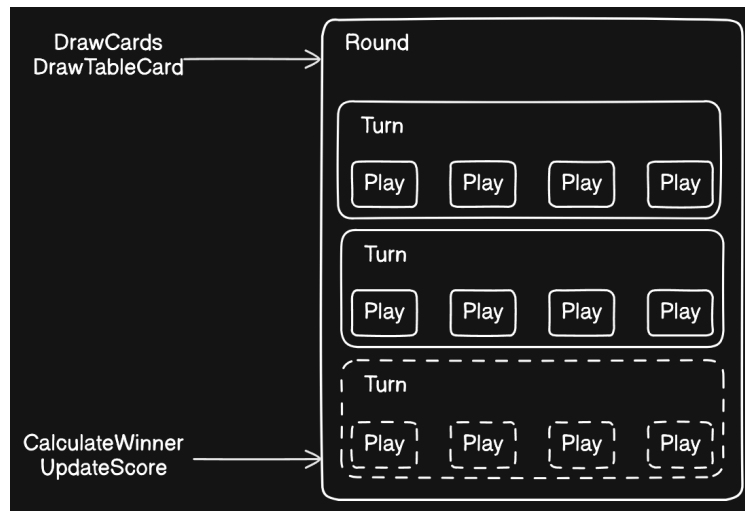 DrawCards
DrawTableCard
Round
Turn
Play Play Play Play
Turn
Play Play Play Play
Turn
Play Play Play Play
CalculateWinner
UpdateScore